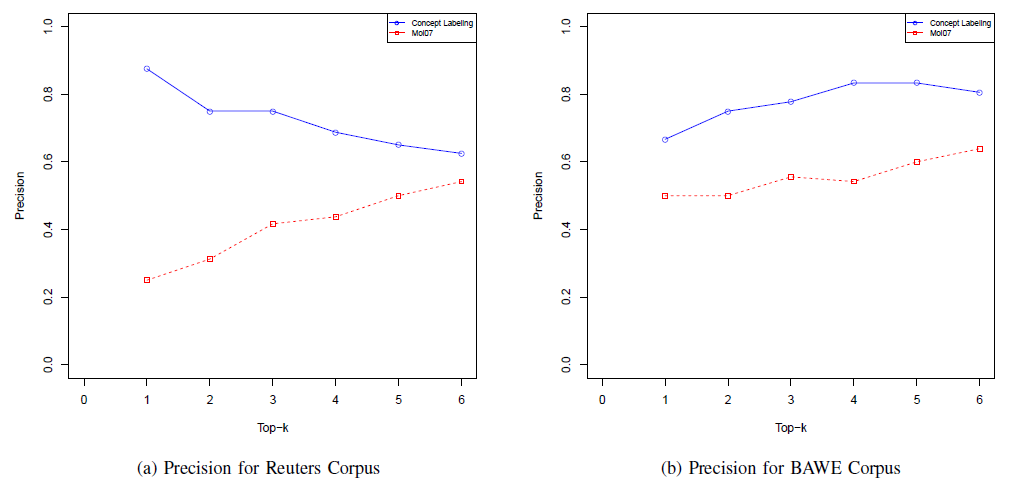 Concept Labeling
Mei07
Precision
1.0
0.8
0.6
0.4
0.2
0.0
0 1 2 3 4 5 6
Top-k
(a) Precision for Reuters Corpus
Concept Labeling
Mei07
Precision
1.0
0.8
0.6
0.4
0.2
0.0
0 1 2 3 4 5 6
Top-k
(b) Precision for BAWE Corpus